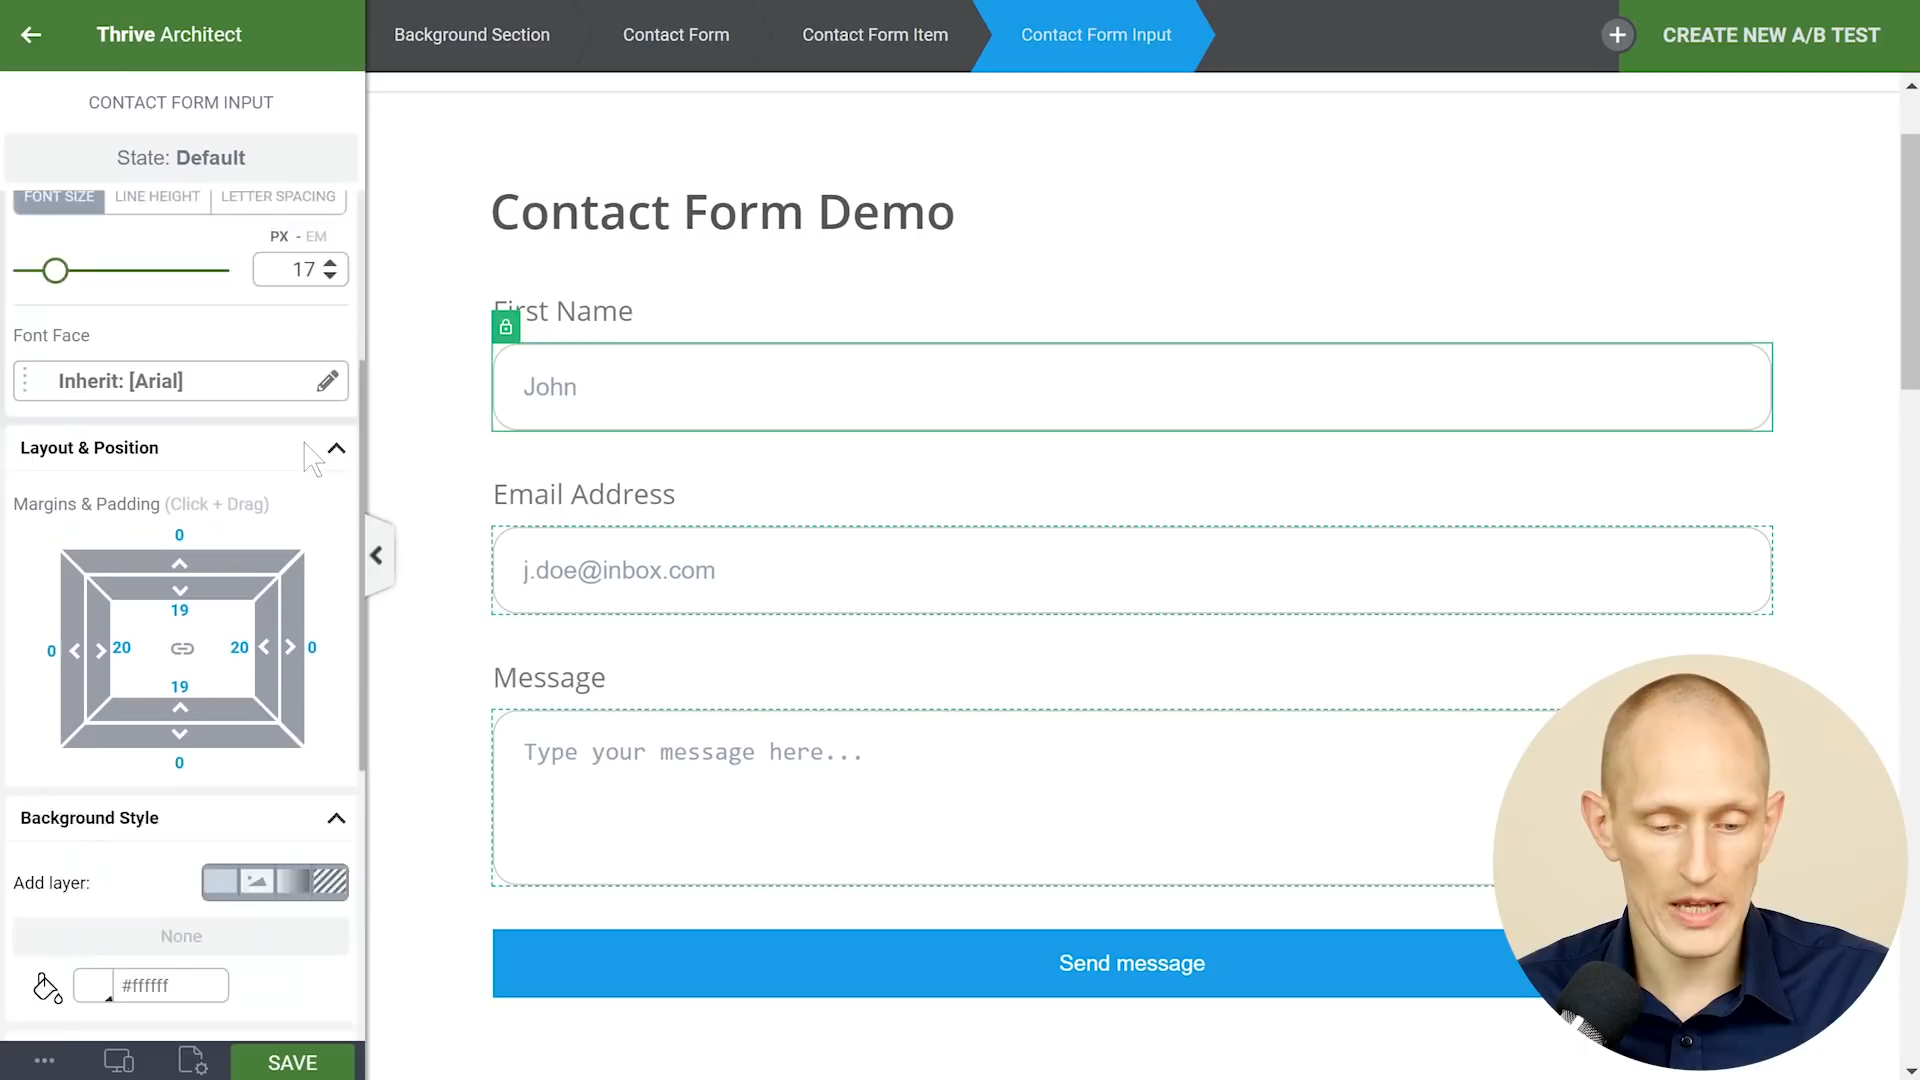 Thrive Architect
Background Section
Contact Form
Contact Form Item
Contact Form Input
CREATE NEW A/B TEST
CONTACT FORM INPUT
State: Default
FONT SIZE
LINE HEIGHT
LETTER SPACING
PX - EM
17
Font Face
Inherit: [Arial]
Layout & Position
Margins & Padding (Click + Drag)
0
19
0
20
20
0
19
0
Background Style
Add layer:
None
#ffffff
SAVE
Contact Form Demo
First Name
John
Email Address
j.doe@inbox.com
Message
Type your message here...
Send message